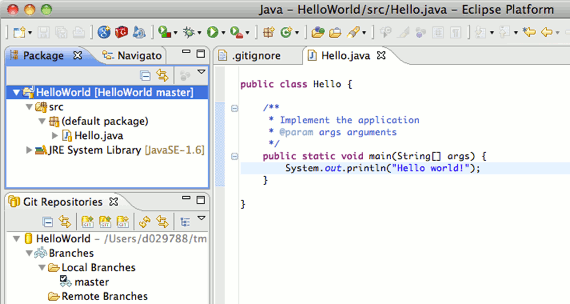 Java – HelloWorld/src/Hello.java – Eclipse Platform
Package
Navigato
HelloWorld [HelloWorld master]
src
(default package)
Hello.java
JRE System Library [JavaSE-1.6]
Git Repositories
HelloWorld – /Users/d029788/tm
Branches
Local Branches
master
Remote Branches
.gitignore
Hello.java
public class Hello {
/**
* Implement the application
* @param args arguments
*/
public static void main(String[] args) {
System.out.println("Hello world!");
}
}